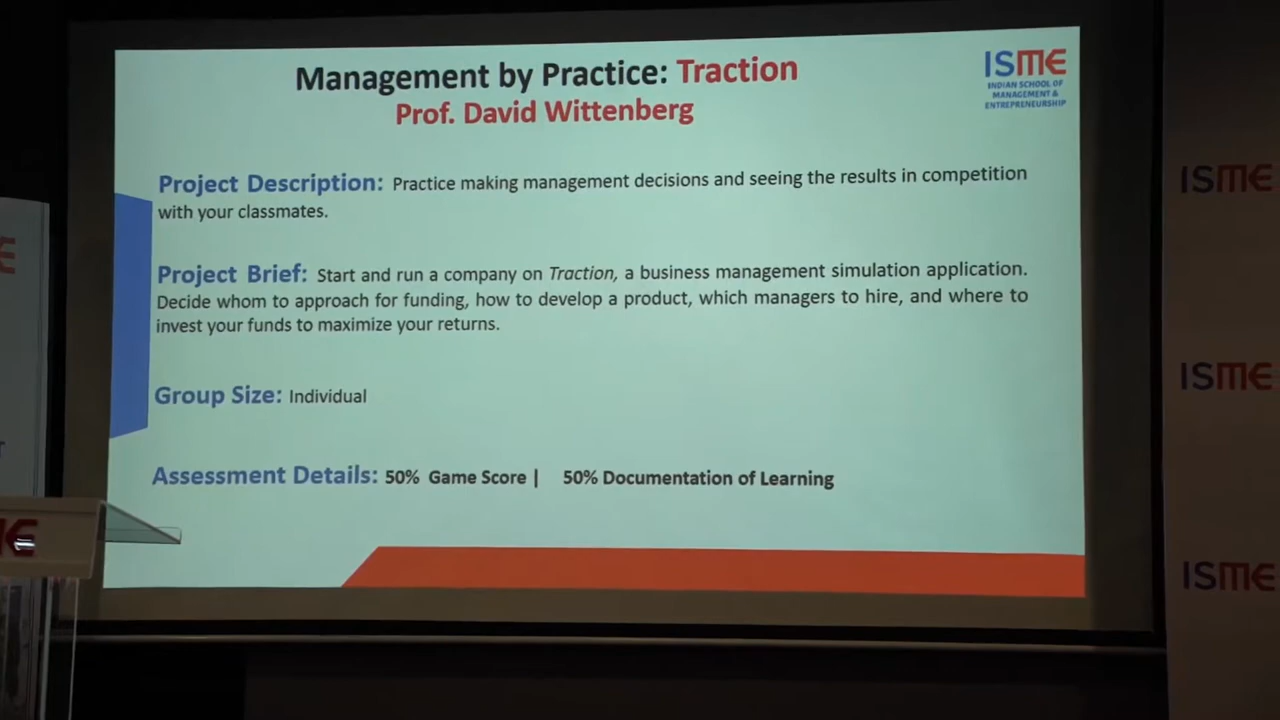 Management by Practice: Traction
Prof. David Wittenberg
ISME
INDIAN SCHOOL OF
MANAGEMENT &
ENTREPRENEURSHIP
Project Description: Practice making management decisions and seeing the results in competition
with your classmates.
Project Brief: Start and run a company on Traction, a business management simulation application.
Decide whom to approach for funding, how to develop a product, which managers to hire, and where to
invest your funds to maximize your returns.
Group Size: Individual
Assessment Details: 50% Game Score | 50% Documentation of Learning
ISME
ISME
ISME